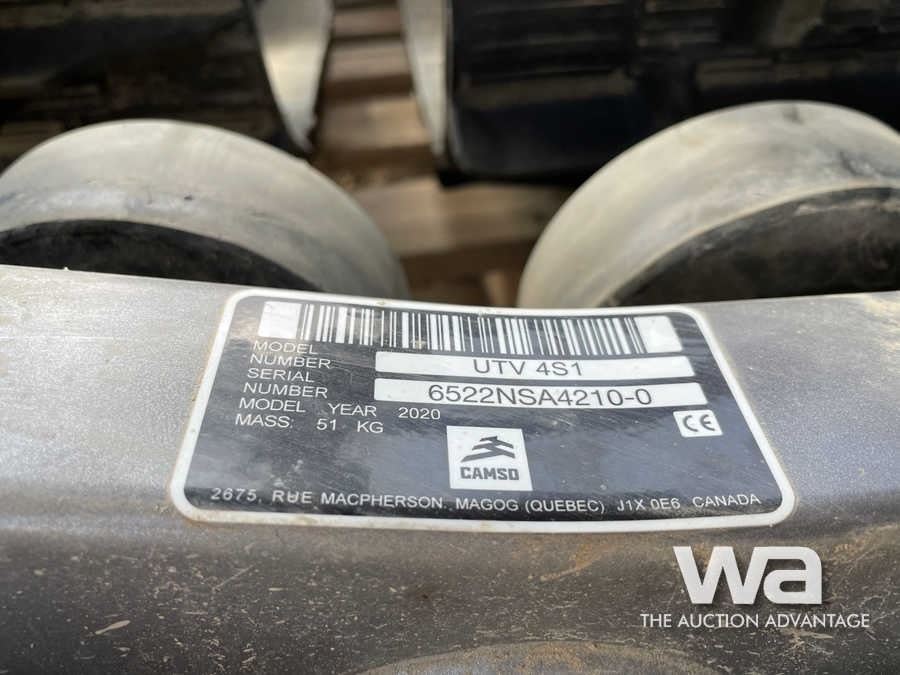 MODEL
NUMBER UTV 4S1
SERIAL
NUMBER 6522NSA4210-0
MODEL YEAR 2020
MASS: 51 KG
CE
CAMSO
2675, RUE MACPHERSON, MAGOG (QUEBEC) J1X 0E6 CANADA
wa
THE AUCTION ADVANTAGE